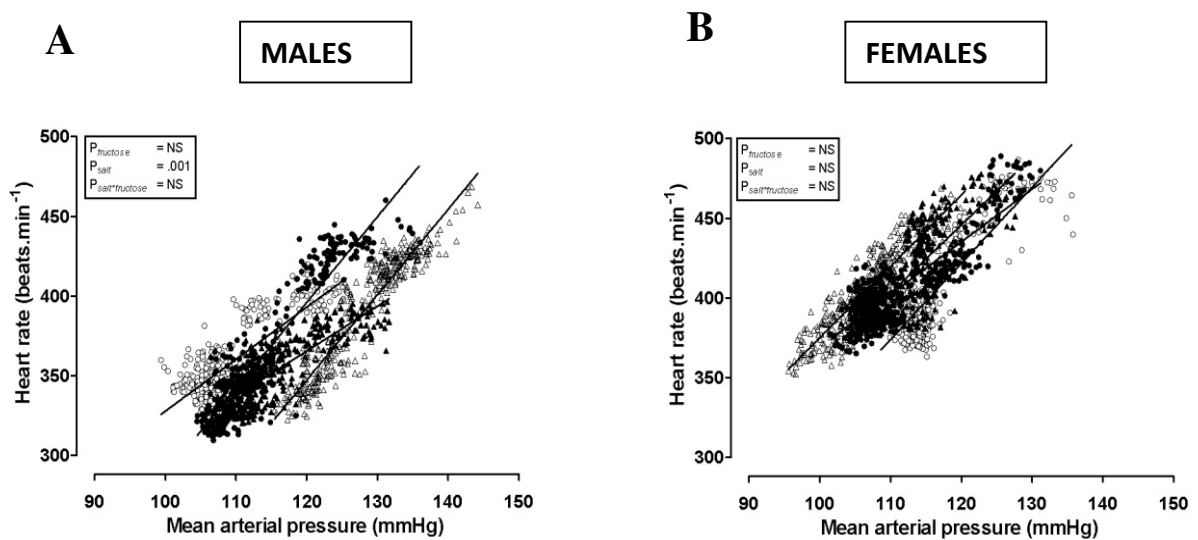 A
MALES
500
P fructose = NS
P salt = .001
P salt*fructose = NS
450
400
350
300
Heart rate (beats.min⁻¹)
90 100 110 120 130 140 150
Mean arterial pressure (mmHg)
B
FEMALES
500
P fructose = NS
P salt = NS
P salt*fructose = NS
450
400
350
300
Heart rate (beats.min⁻¹)
90 100 110 120 130 140 150
Mean arterial pressure (mmHg)